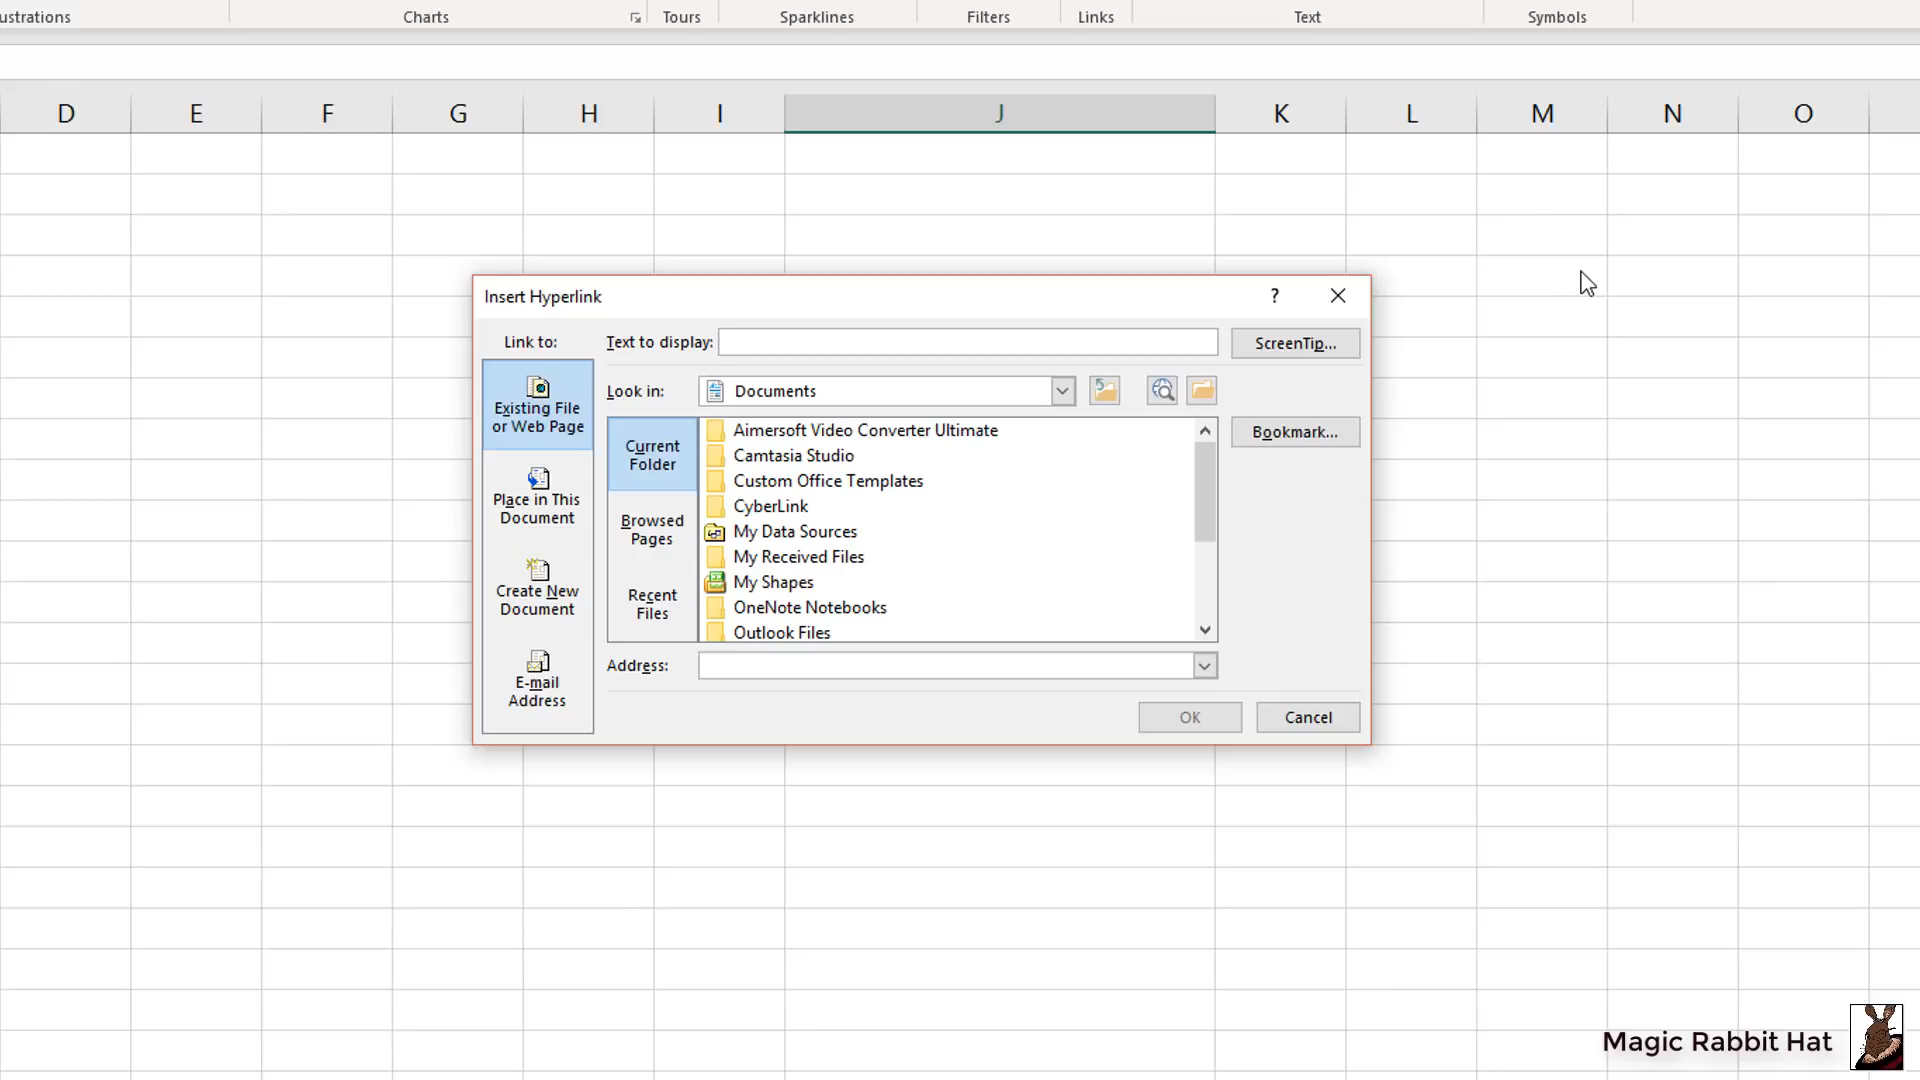 ustrations Charts Tours Sparklines Filters Links Text Symbols
D E F G H I J K L M N O
Insert Hyperlink ?
Link to: Text to display: ScreenTip...
Existing File
or Web Page
Place in This
Document
Create New
Document
E-mail
Address
Look in: Documents
Current
Folder
Browsed
Pages
Recent
Files
Aimersoft Video Converter Ultimate
Camtasia Studio
Custom Office Templates
CyberLink
My Data Sources
My Received Files
My Shapes
OneNote Notebooks
Outlook Files
Bookmark...
Address:
OK Cancel
Magic Rabbit Hat